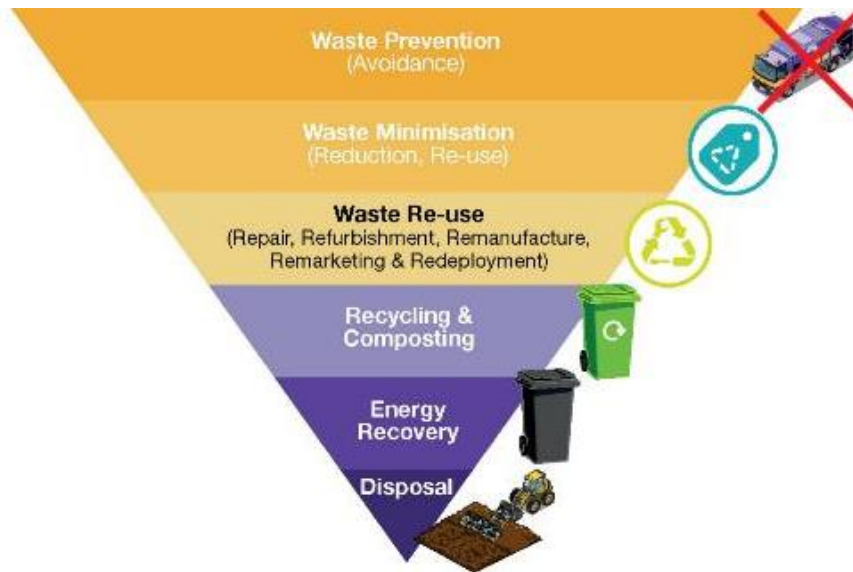 Waste Prevention
(Avoidance)
Waste Minimisation
(Reduction, Re-use)
Waste Re-use
(Repair, Refurbishment, Remanufacture,
Remarketing & Redeployment)
Recycling &
Composting
Energy
Recovery
Disposal